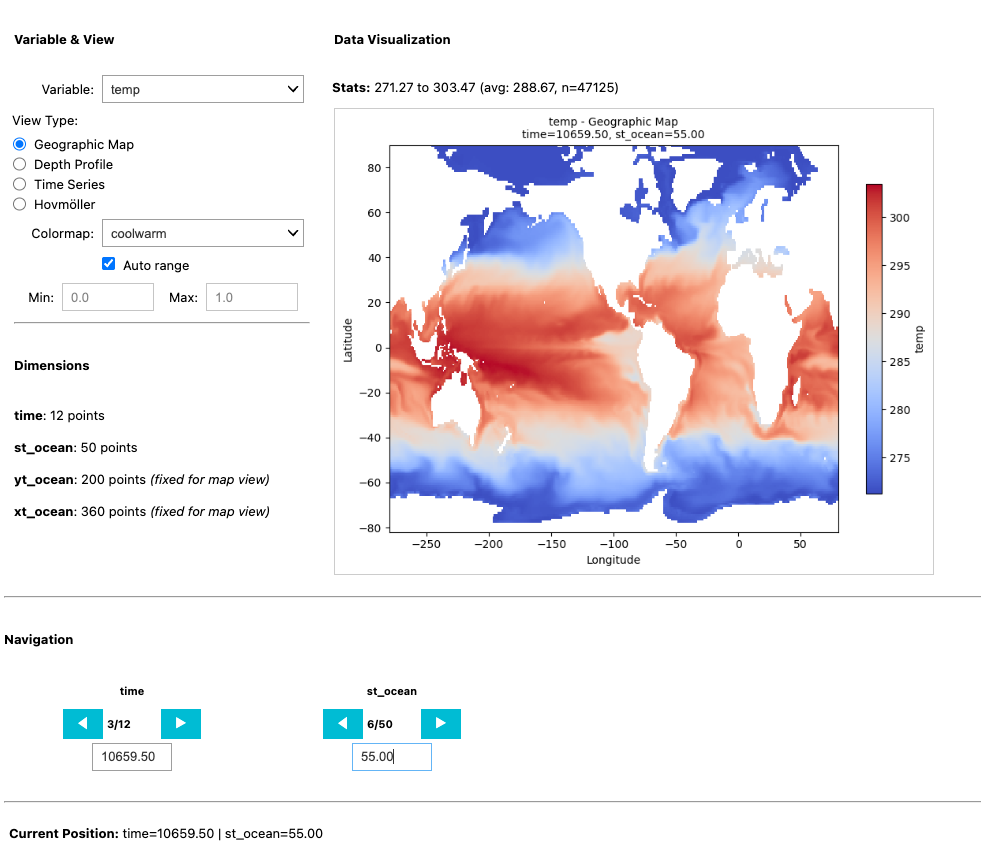 Variable & View
Variable: temp
View Type:
Geographic Map
Depth Profile
Time Series
Hovmöller
Colormap: coolwarm
Auto range
Min: 0.0 Max: 1.0
Dimensions
time: 12 points
st_ocean: 50 points
yt_ocean: 200 points (fixed for map view)
xt_ocean: 360 points (fixed for map view)
Data Visualization
Stats: 271.27 to 303.47 (avg: 288.67, n=47125)
temp - Geographic Map
time=10659.50, st_ocean=55.00
80
60
40
20
0
−20
−40
−60
−80
Latitude
−250 −200 −150 −100 −50 0 50
Longitude
300
295
290
285
280
275
temp
Navigation
time st_ocean
3/12 6/50
10659.50 55.00
Current Position: time=10659.50 | st_ocean=55.00